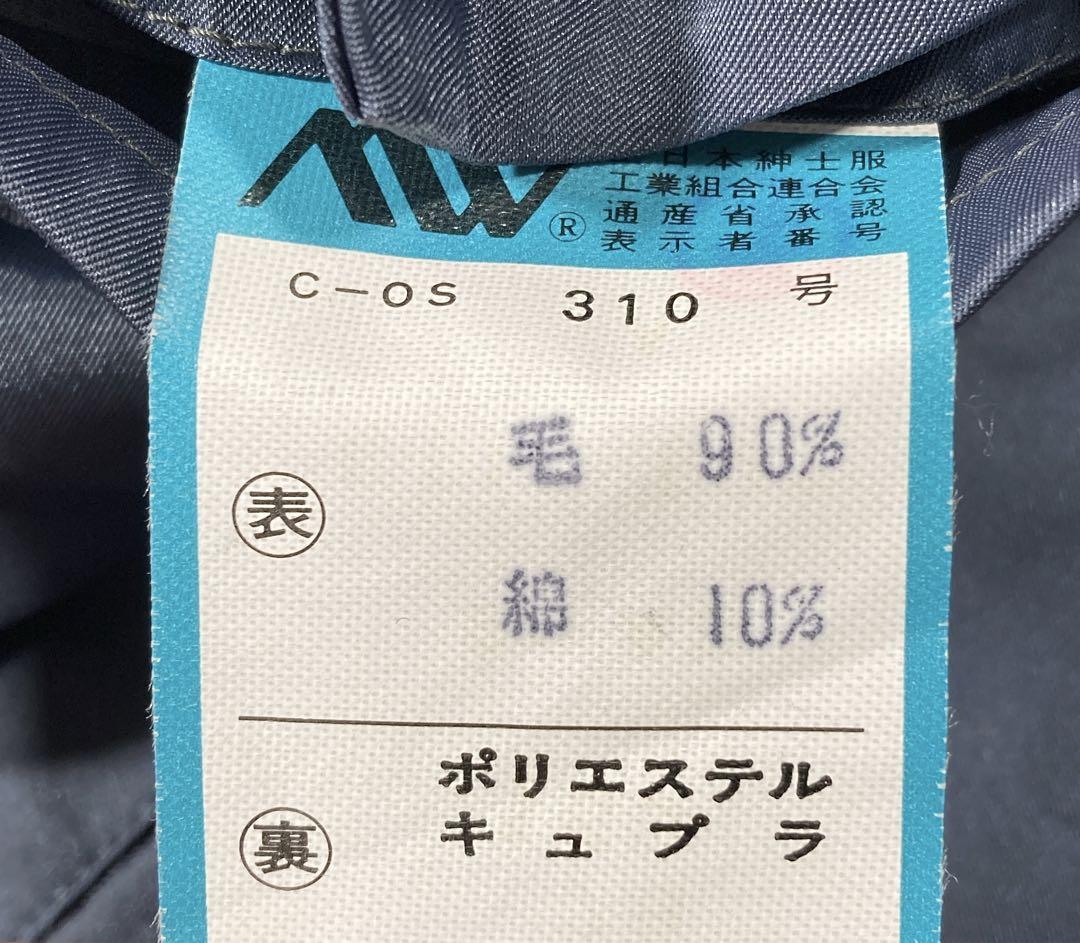 日本紳士服
工業組合連合会
通産省承認
表示者番号
®
C-OS 310 号
表
毛 90%
綿 10%
裏
ポリエステル
キュプラ